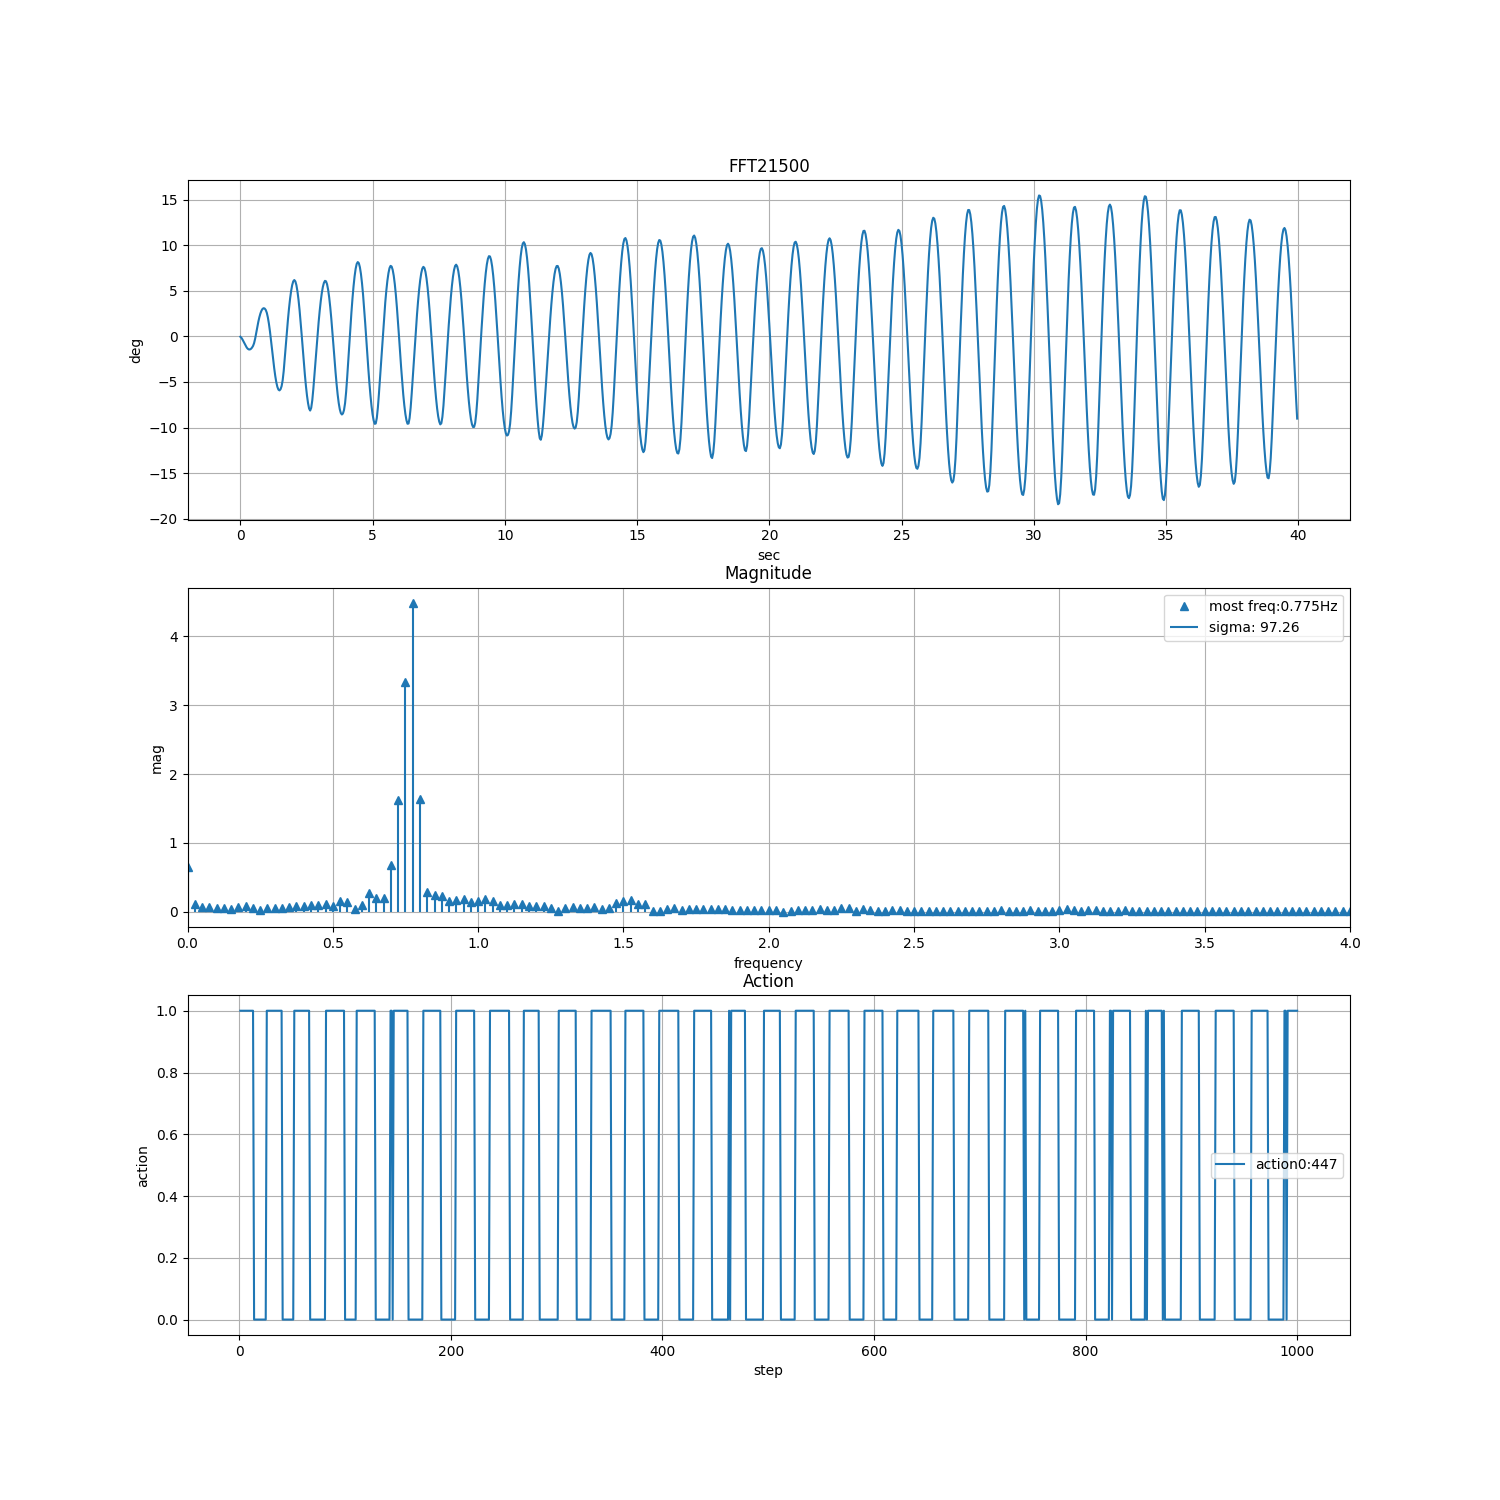 FFT21500
15
10
5
0
−5
−10
−15
−20
deg
0 5 10 15 20 25 30 35 40
sec
Magnitude
most freq:0.775Hz
sigma: 97.26
4
3
2
1
0
mag
0.0 0.5 1.0 1.5 2.0 2.5 3.0 3.5 4.0
frequency
Action
1.0
0.8
0.6
0.4
0.2
0.0
action
action0:447
0 200 400 600 800 1000
step